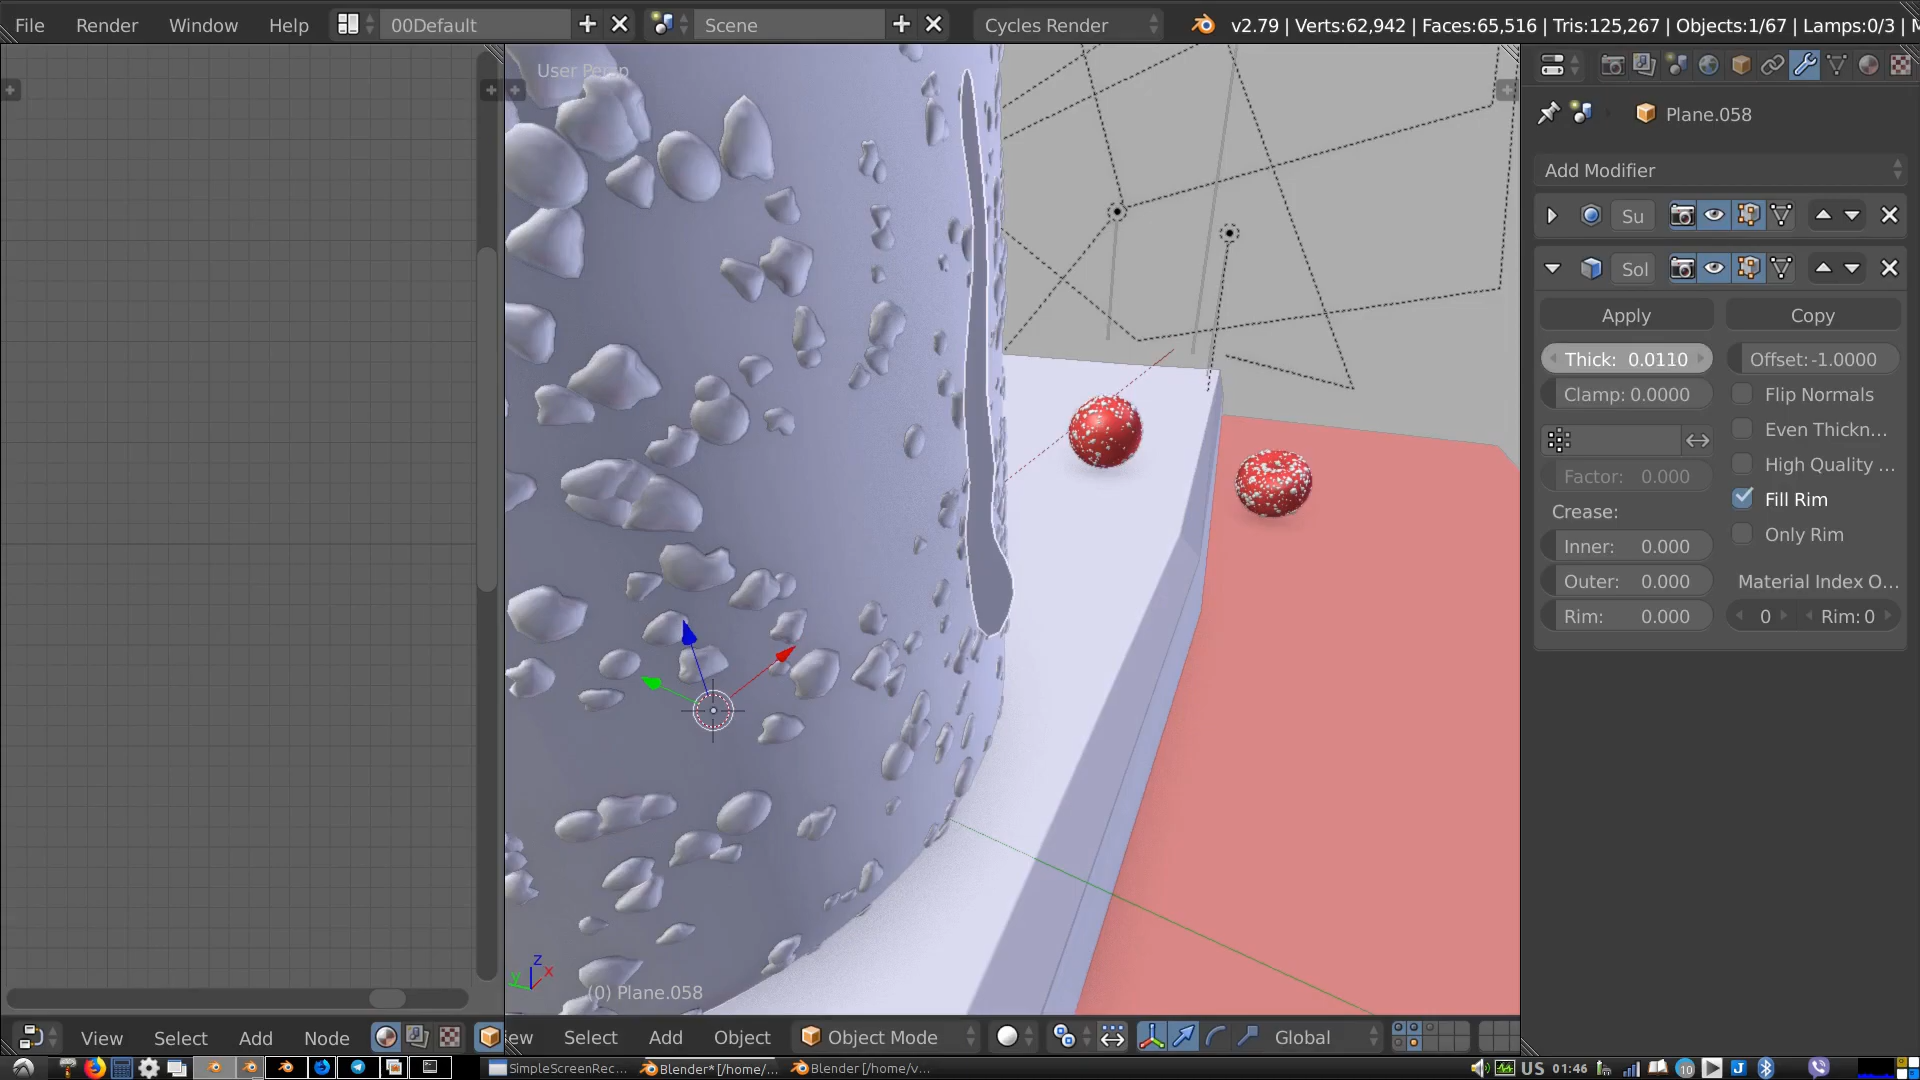 File Render Window Help 00Default Scene Cycles Render v2.79 | Verts:62,942 | Faces:65,516 | Tris:125,267 | Objects:1/67 | Lamps:0/3 | M
User Persp
Plane.058
Add Modifier
Su
Sol
Apply Copy
Thick: 0.0110 Offset:-1.0000
Clamp: 0.0000 Flip Normals
Even Thickn...
High Quality ...
Factor: 0.000
Fill Rim
Crease:
Only Rim
Inner: 0.000
Outer: 0.000 Material Index O...
Rim: 0.000 0 Rim: 0
z
y x
(0) Plane.058
View Select Add Node ew Select Add Object Object Mode Global
SimpleScreenRec... Blender* [/home/... Blender [/home/v... US 01:46 10 J